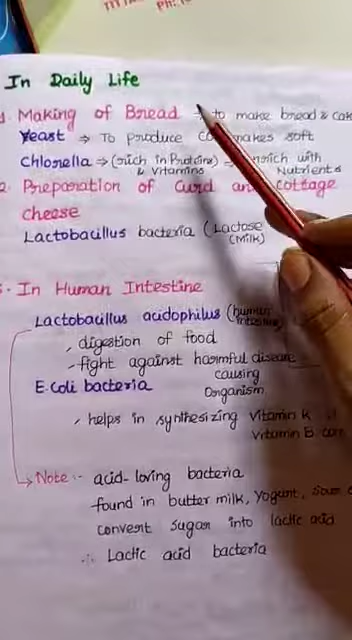 In Daily Life
1. Making of Bread → to make bread & cak
Yeast ⇒ To produce CO makes soft
Chlorella ⇒ (rich in Proteins) ⇒ enrich with
& Vitamins Nutrients
2. Preparation of Curd and Cottage
cheese
Lactobacillus bacteria (Lactose
(Milk)
3. In Human Intestine
Lactobacillus acidophilus (human
intestine)
, digestion of food
, fight against harmful disease
causing
Organism
E.Coli bacteria
, helps in synthesizing Vitamin K
Vitamin B com
Note :- acid-loving bacteria
found in butter milk, Yogurt, Sour
convert sugar into lactic acid
∴ Lactic acid bacteria